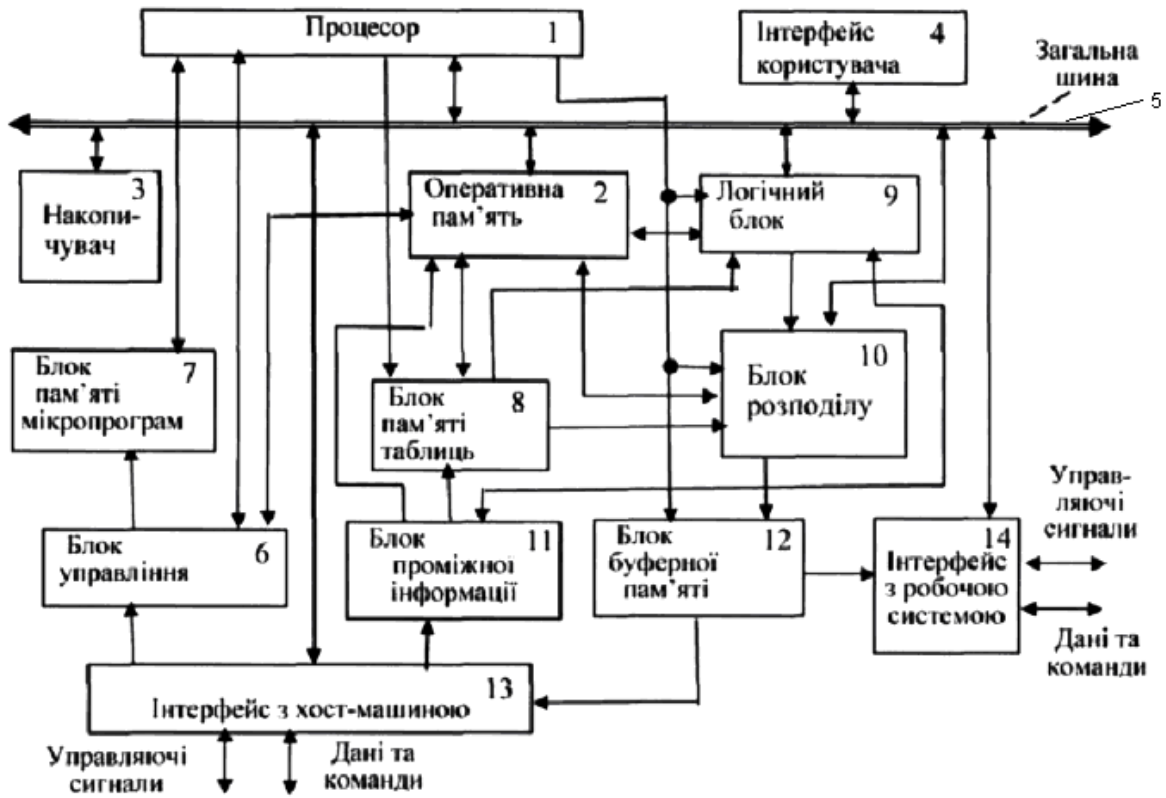 Процесор 1
Інтерфейс 4
користувача
Загальна
шина
5
3
Накопи-
чувач
Оперативна 2
пам’ять
Логічний 9
блок
Блок 7
пам’яті
мікропрограм
Блок 8
пам’яті
таблиць
10
Блок
розподілу
Блок 6
управління
Блок 11
проміжної
інформації
Блок 12
буферної
пам’яті
14
Інтерфейс
з робочою
системою
Управ-
ляючі
сигнали
Дані та
команди
13
Інтерфейс з хост-машиною
Управляючі
сигнали
Дані та
команди